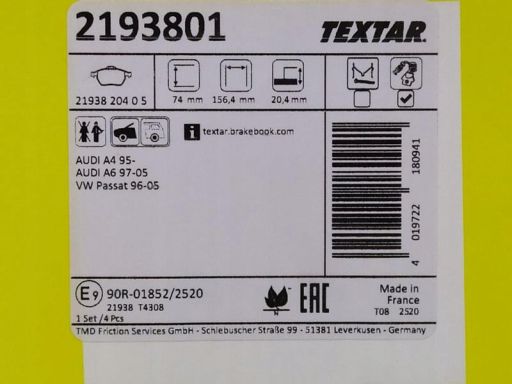 2193801
TEXTAR
21938 204 0 5
74 mm
156,4 mm
20,4 mm
i textar.brakebook.com
AUDI A4 95-
AUDI A6 97-05
VW Passat 96-05
4 019722 180941
E9 90R-01852/2520
21938 T4308
EAC
Made in
France
T08 2520
1 Set/4 Pcs
TMD Friction Services GmbH - Schlebuscher Straße 99 - 51381 Leverkusen - Germany